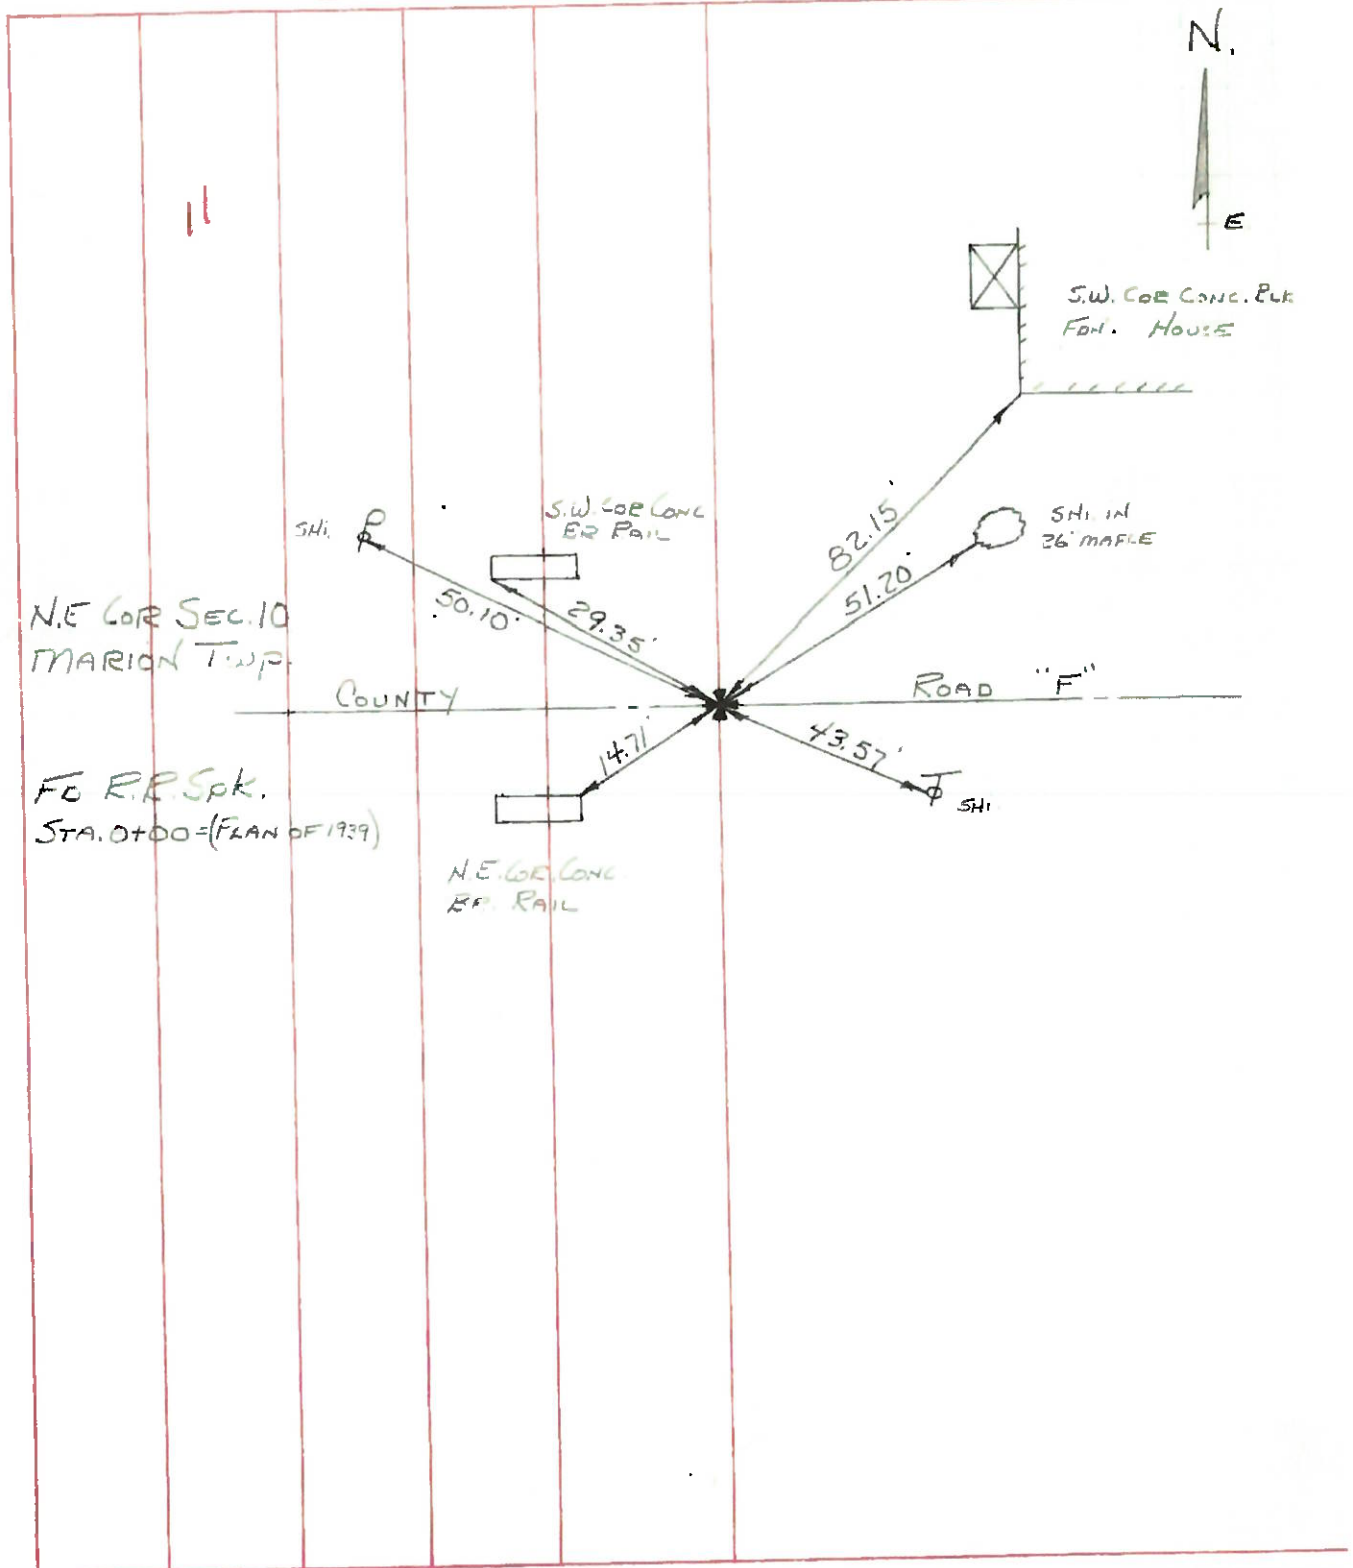 N.
11
E
S.W. COR CONC. BLK
FDN. HOUSE
S.W. COR CONC
BR RAIL
SHI.
SHI. IN
26" MAPLE
82.15'
51.20'
50.10'
29.35'
N.E COR SEC. 10
MARION TWP.
COUNTY ROAD "F"
14.71'
43.57'
FD R.R. SPK.
STA. 0+00=(PLAN OF 1939)
SHI.
N.E. COR. CONC.
BR. RAIL